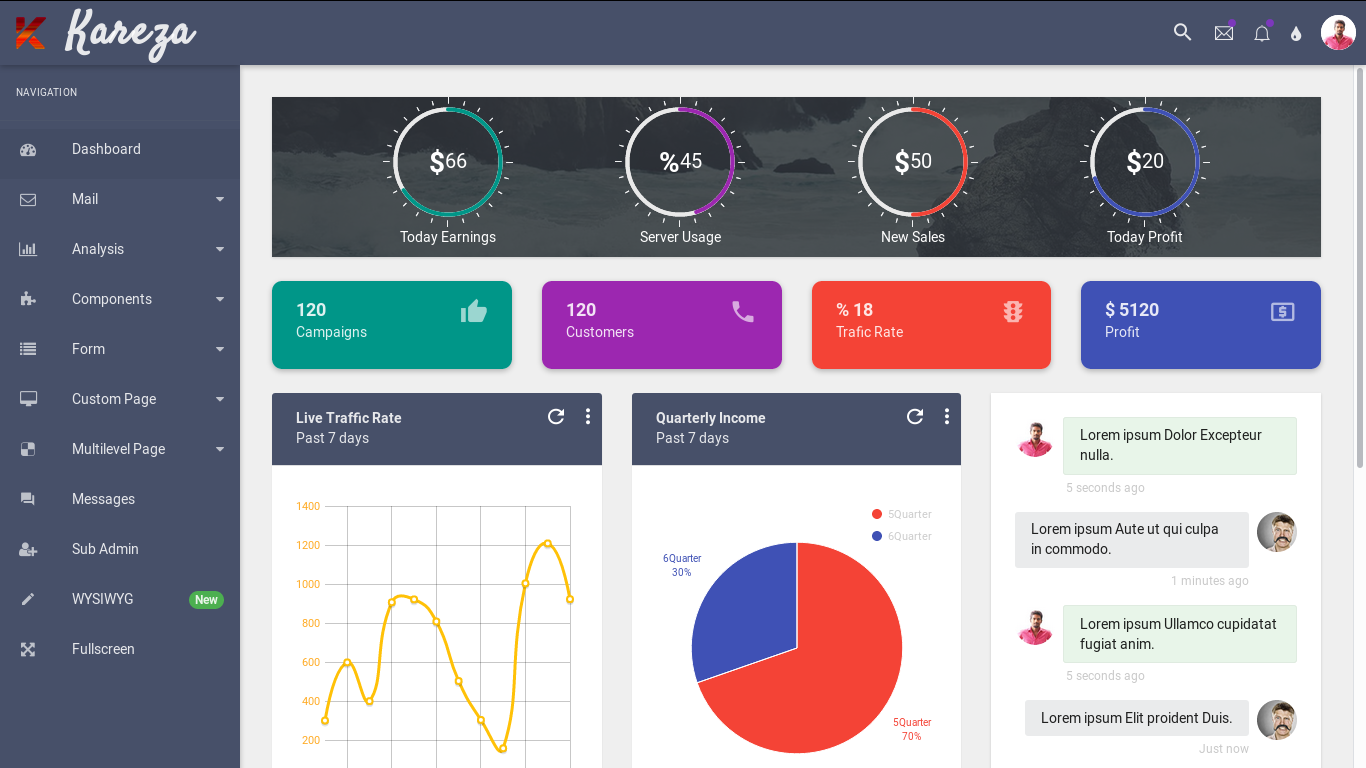 Kareza
NAVIGATION
Dashboard
Mail
Analysis
Components
Form
Custom Page
Multilevel Page
Messages
Sub Admin
WYSIWYG New
Fullscreen
$66
Today Earnings
%45
Server Usage
$50
New Sales
$20
Today Profit
120
Campaigns
120
Customers
% 18
Trafic Rate
$ 5120
Profit
Live Traffic Rate
Past 7 days
1400
1200
1000
800
600
400
200
Quarterly Income
Past 7 days
5Quarter
6Quarter
6Quarter
30%
5Quarter
70%
Lorem ipsum Dolor Excepteur
nulla.
5 seconds ago
Lorem ipsum Aute ut qui culpa
in commodo.
1 minutes ago
Lorem ipsum Ullamco cupidatat
fugiat anim.
5 seconds ago
Lorem ipsum Elit proident Duis.
Just now